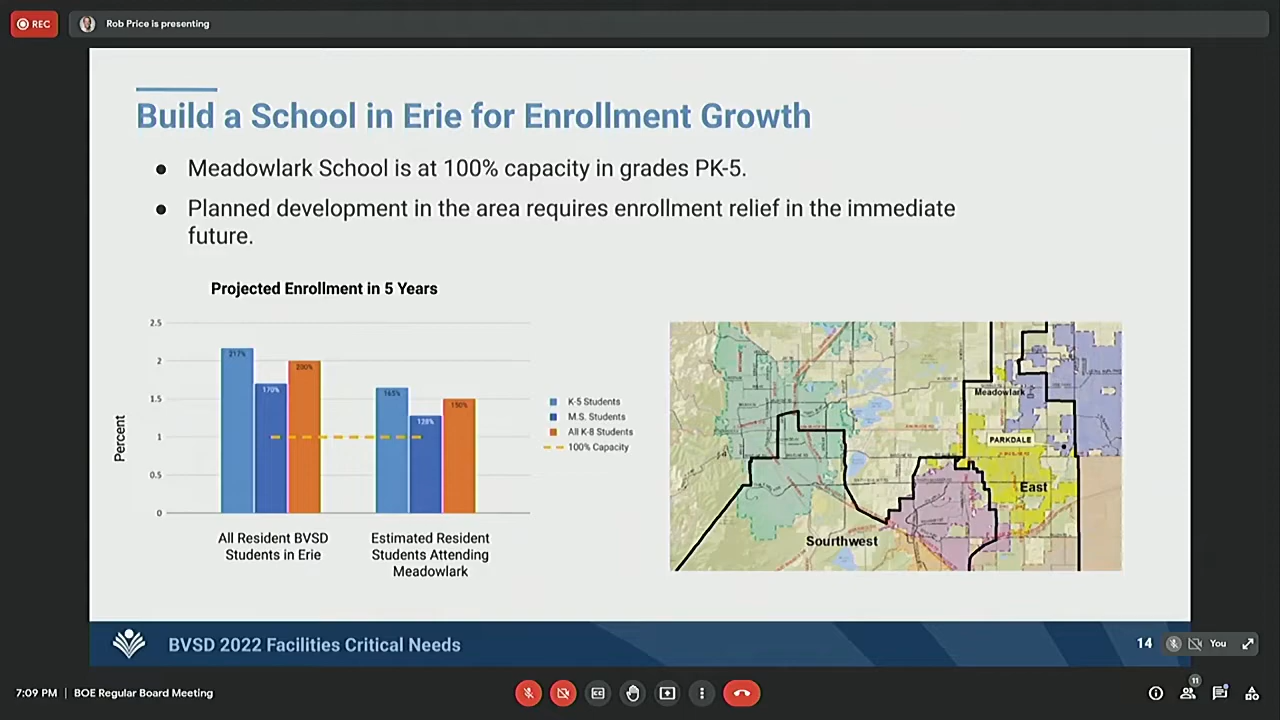 REC
Rob Price is presenting
Build a School in Erie for Enrollment Growth
● Meadowlark School is at 100% capacity in grades PK-5.
● Planned development in the area requires enrollment relief in the immediate
future.
Projected Enrollment in 5 Years
2.5
2
1.5
1
0.5
0
Percent
217%
170%
200%
165%
128%
150%
K-5 Students
M.S. Students
All K-8 Students
100% Capacity
All Resident BVSD
Students in Erie
Estimated Resident
Students Attending
Meadowlark
Meadowlark
PARKDALE
East
Sourthwest
BVSD 2022 Facilities Critical Needs
14
You
7:09 PM | BOE Regular Board Meeting
11